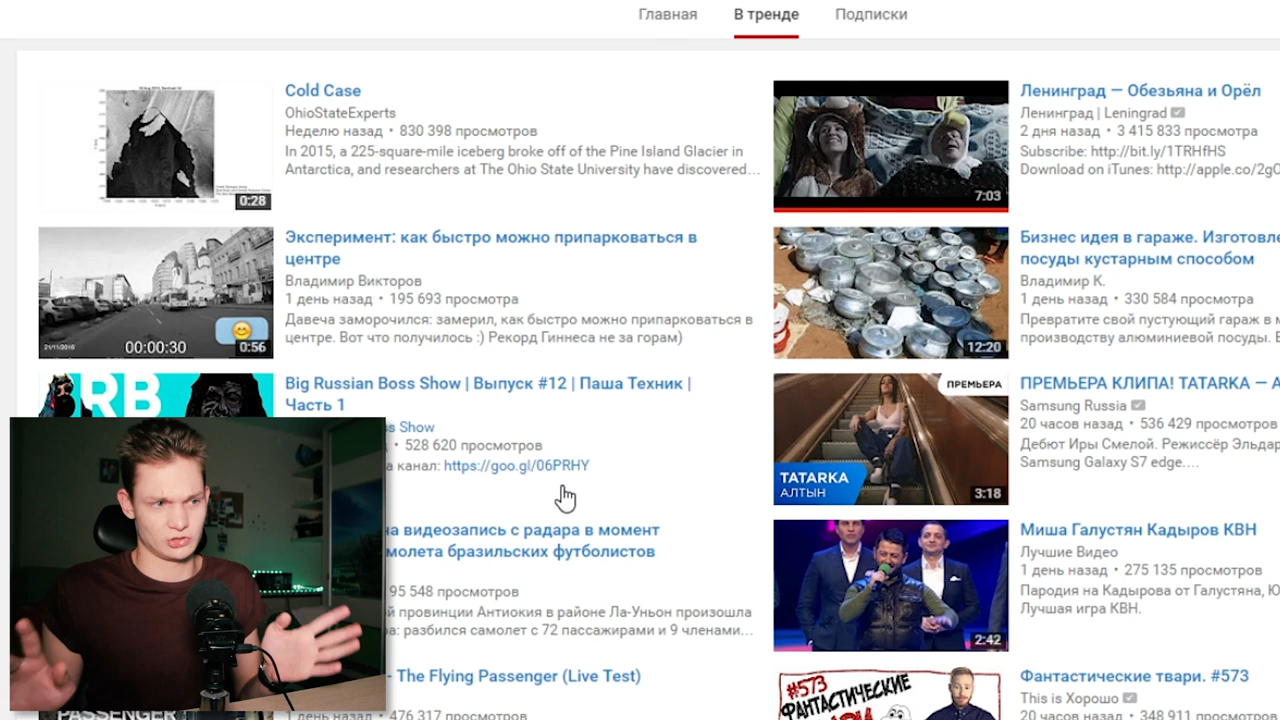 Главная
В тренде
Подписки
Cold Case
OhioStateExperts
Неделю назад • 830 398 просмотров
In 2015, a 225-square-mile iceberg broke off of the Pine Island Glacier in
Antarctica, and researchers at The Ohio State University have discovered...
0:28
Ленинград — Обезьяна и Орёл
Ленинград | Leningrad
2 дня назад • 3 415 833 просмотра
Subscribe: http://bit.ly/1TRHfHS
Download on iTunes: http://apple.co/2g
7:03
Эксперимент: как быстро можно припарковаться в
центре
Владимир Викторов
1 день назад • 195 693 просмотра
Давеча заморочился: замерил, как быстро можно припарковаться в
центре. Вот что получилось :) Рекорд Гиннеса не за горам)
00:00:30
0:56
Бизнес идея в гараже. Изготовле
посуды кустарным способом
Владимир К.
1 день назад • 330 584 просмотра
Превратите свой пустующий гараж в м
производству алюминиевой посуды.
12:20
Big Russian Boss Show | Выпуск #12 | Паша Техник |
Часть 1
ss Show
• 528 620 просмотров
а канал: https://goo.gl/06PRHY
RB
ПРЕМЬЕРА КЛИПА! TATARKA — А
Samsung Russia
20 часов назад • 536 429 просмотров
Дебют Иры Смелой. Режиссёр Эльдар
Samsung Galaxy S7 edge....
ПРЕМЬЕРА
TATARKA
АЛТЫН
3:18
на видеозапись с радара в момент
молета бразильских футболистов
95 548 просмотров
й провинции Антиокия в районе Ла-Уньон произошла
а: разбился самолет с 72 пассажирами и 9 членами...
Миша Галустян Кадыров КВН
Лучшие Видео
1 день назад • 275 135 просмотров
Пародия на Кадырова от Галустяна, Ю
Лучшая игра КВН.
2:42
- The Flying Passenger (Live Test)
1 день назад • 476 317 просмотров
PASSENGER
Фантастические твари. #573
This is Хорошо
20 часов назад • 348 911 просмотров
#573
ФАНТАСТИЧЕСКИЕ